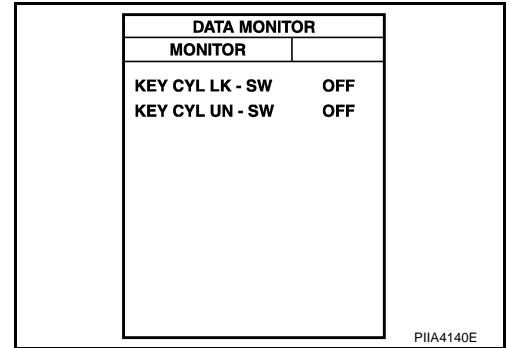 DATA MONITOR
MONITOR
KEY CYL LK - SW OFF
KEY CYL UN - SW OFF
PIIA4140E